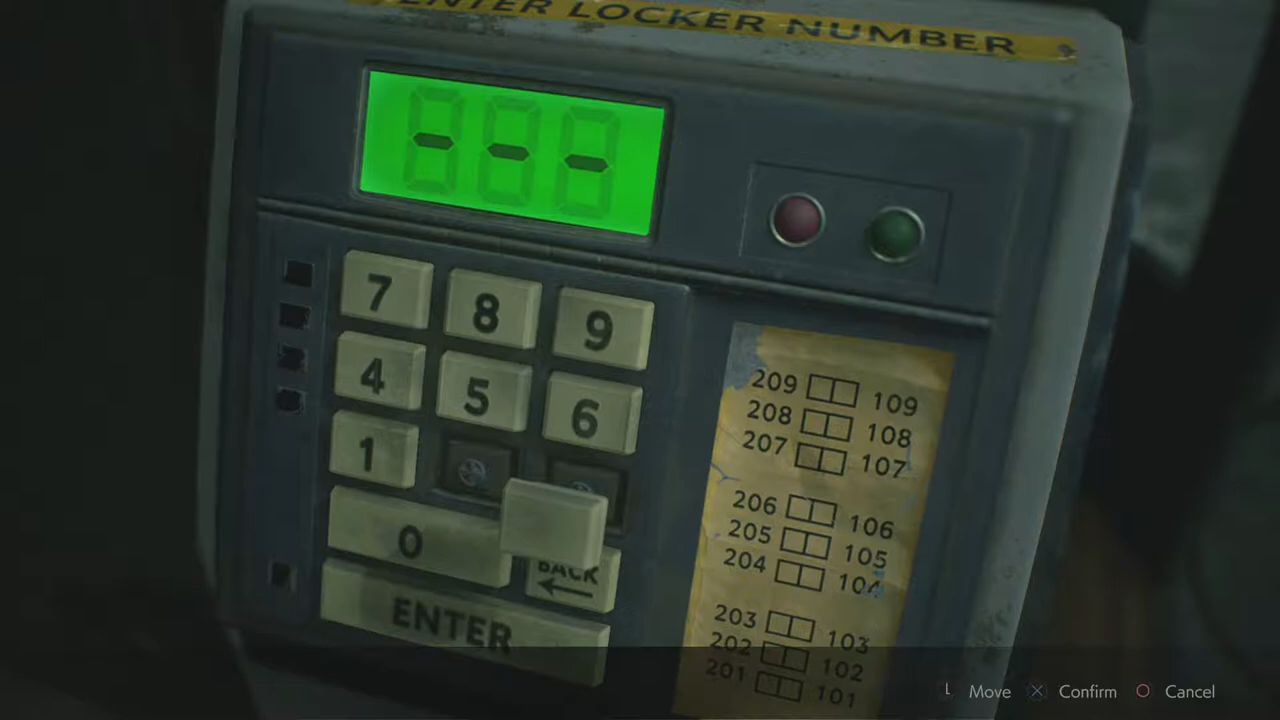 ENTER LOCKER NUMBER
7 8 9
4 5 6
1
0
BACK
ENTER
209 109
208 108
207 107
206 106
205 105
204 104
203 103
202 102
201 101
L Move Confirm Cancel